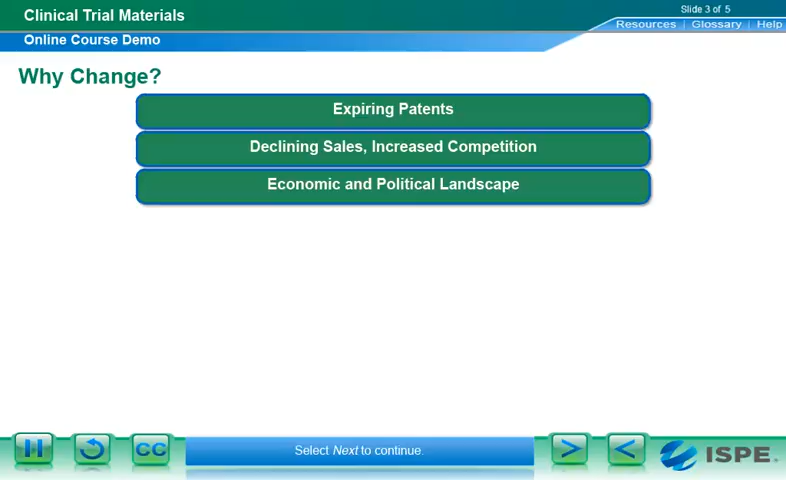 Clinical Trial Materials
Slide 3 of 5
Resources | Glossary | Help
Online Course Demo
Why Change?
Expiring Patents
Declining Sales, Increased Competition
Economic and Political Landscape
CC
Select Next to continue.
> <
ISPE